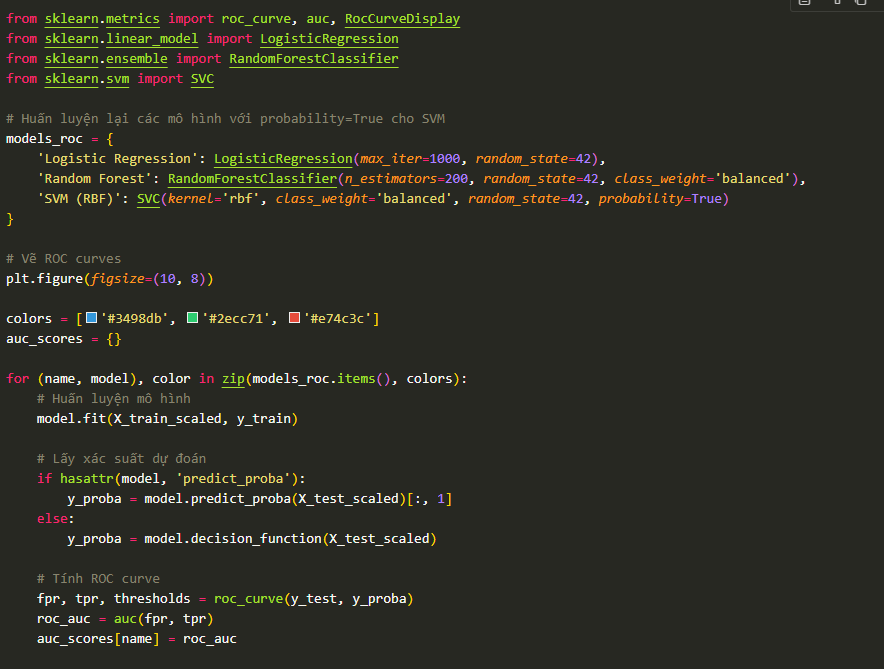 from sklearn.metrics import roc_curve, auc, RocCurveDisplay
from sklearn.linear_model import LogisticRegression
from sklearn.ensemble import RandomForestClassifier
from sklearn.svm import SVC

# Huấn luyện lại các mô hình với probability=True cho SVM
models_roc = {
    'Logistic Regression': LogisticRegression(max_iter=1000, random_state=42),
    'Random Forest': RandomForestClassifier(n_estimators=200, random_state=42, class_weight='balanced'),
    'SVM (RBF)': SVC(kernel='rbf', class_weight='balanced', random_state=42, probability=True)
}

# Vẽ ROC curves
plt.figure(figsize=(10, 8))

colors = ['#3498db', '#2ecc71', '#e74c3c']
auc_scores = {}

for (name, model), color in zip(models_roc.items(), colors):
    # Huấn luyện mô hình
    model.fit(X_train_scaled, y_train)

    # Lấy xác suất dự đoán
    if hasattr(model, 'predict_proba'):
        y_proba = model.predict_proba(X_test_scaled)[:, 1]
    else:
        y_proba = model.decision_function(X_test_scaled)

    # Tính ROC curve
    fpr, tpr, thresholds = roc_curve(y_test, y_proba)
    roc_auc = auc(fpr, tpr)
    auc_scores[name] = roc_auc